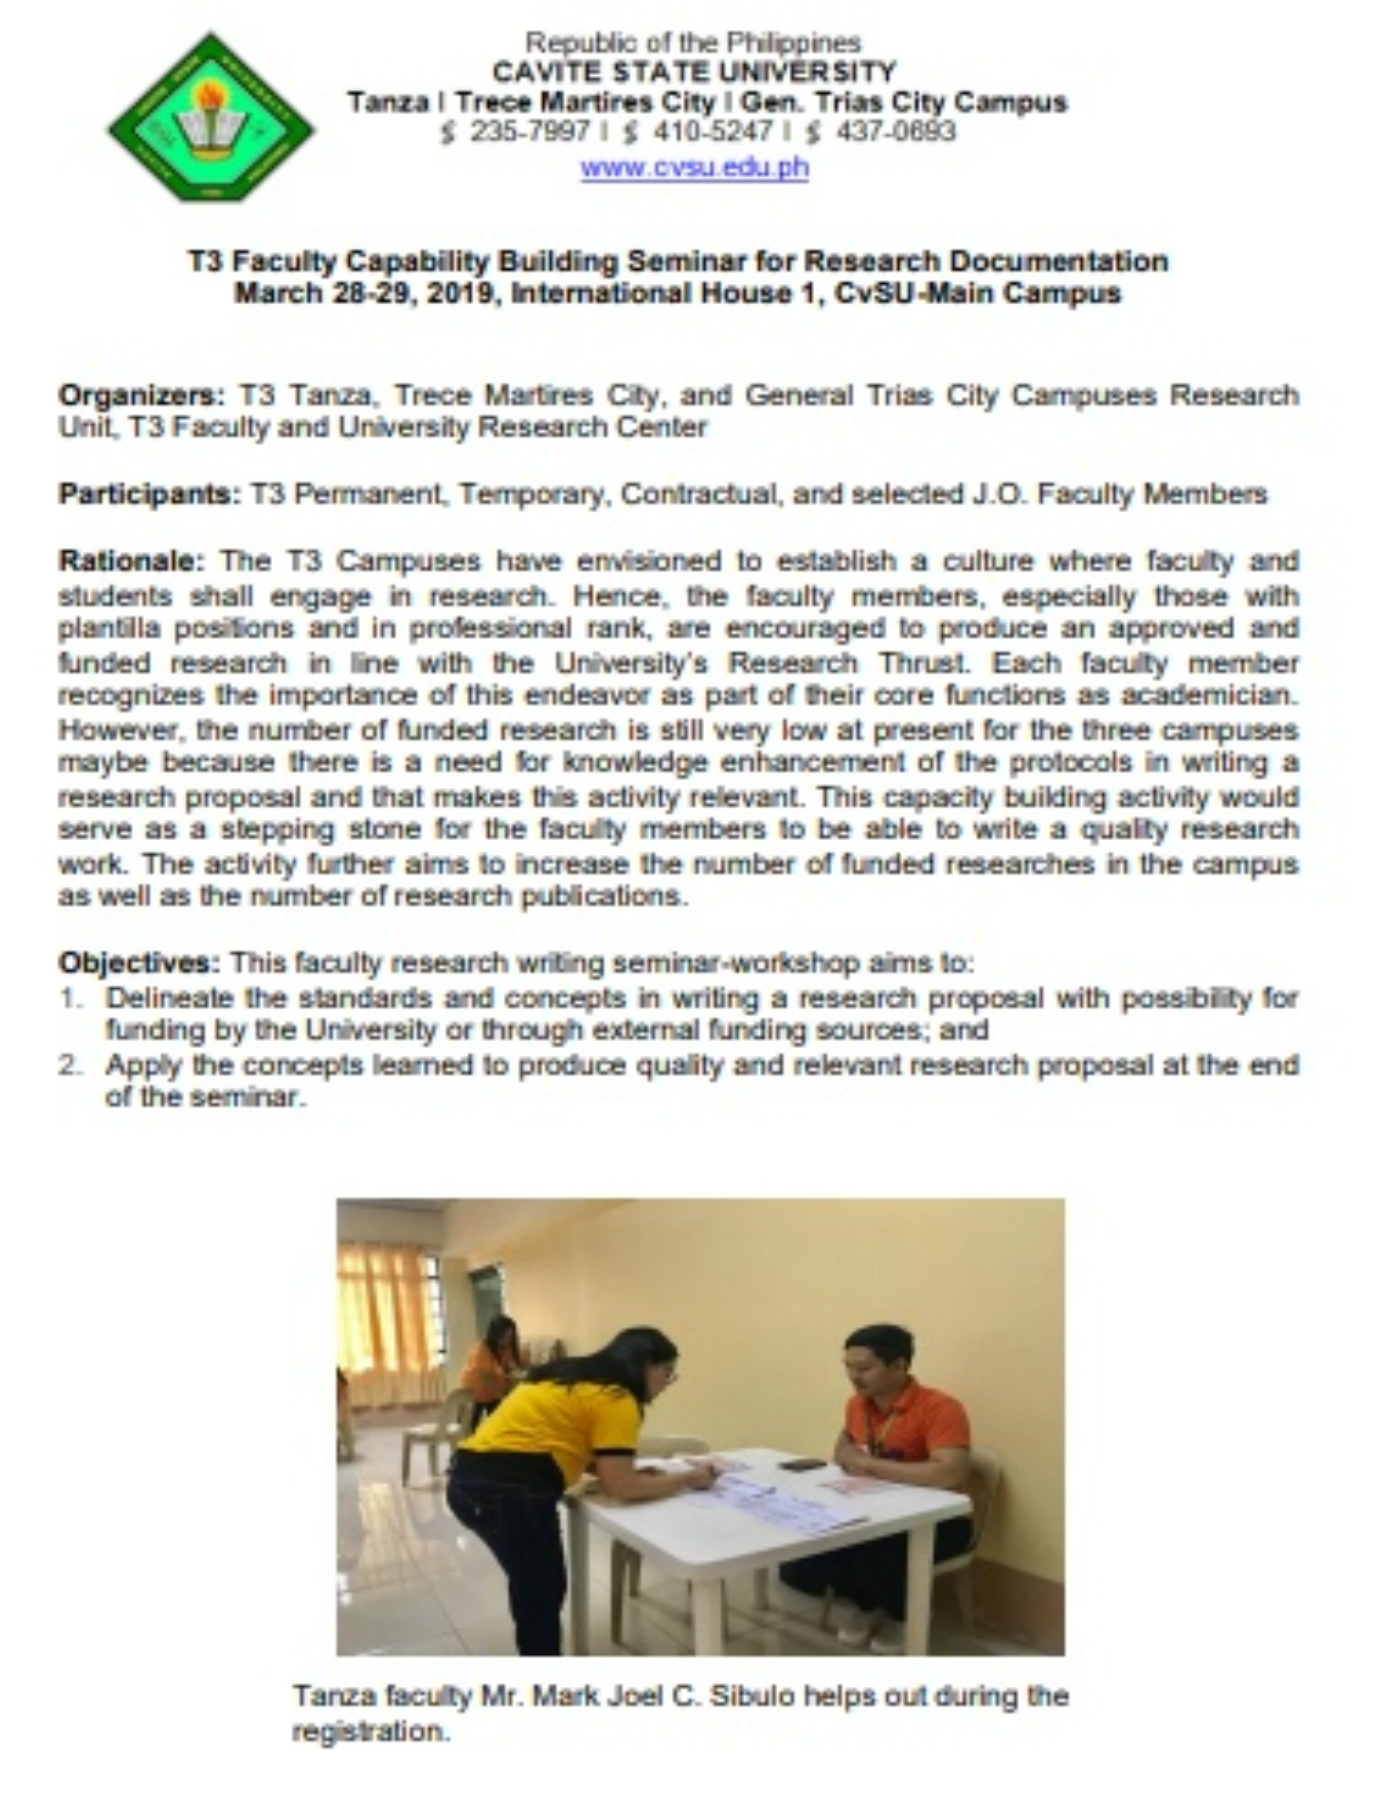 Republic of the Philippines
CAVITE STATE UNIVERSITY
Tanza | Trece Martires City | Gen. Trias City Campus
§ 235-7997 | § 410-5247 | § 437-0693
www.cvsu.edu.ph
T3 Faculty Capability Building Seminar for Research Documentation
March 28-29, 2019, International House 1, CvSU-Main Campus
Organizers: T3 Tanza, Trece Martires City, and General Trias City Campuses Research
Unit, T3 Faculty and University Research Center
Participants: T3 Permanent, Temporary, Contractual, and selected J.O. Faculty Members
Rationale: The T3 Campuses have envisioned to establish a culture where faculty and
students shall engage in research. Hence, the faculty members, especially those with
plantilla positions and in professional rank, are encouraged to produce an approved and
funded research in line with the University's Research Thrust. Each faculty member
recognizes the importance of this endeavor as part of their core functions as academician.
However, the number of funded research is still very low at present for the three campuses
maybe because there is a need for knowledge enhancement of the protocols in writing a
research proposal and that makes this activity relevant. This capacity building activity would
serve as a stepping stone for the faculty members to be able to write a quality research
work. The activity further aims to increase the number of funded researches in the campus
as well as the number of research publications.
Objectives: This faculty research writing seminar-workshop aims to:
1. Delineate the standards and concepts in writing a research proposal with possibility for
funding by the University or through external funding sources; and
2. Apply the concepts learned to produce quality and relevant research proposal at the end
of the seminar.
Tanza faculty Mr. Mark Joel C. Sibulo helps out during the
registration.